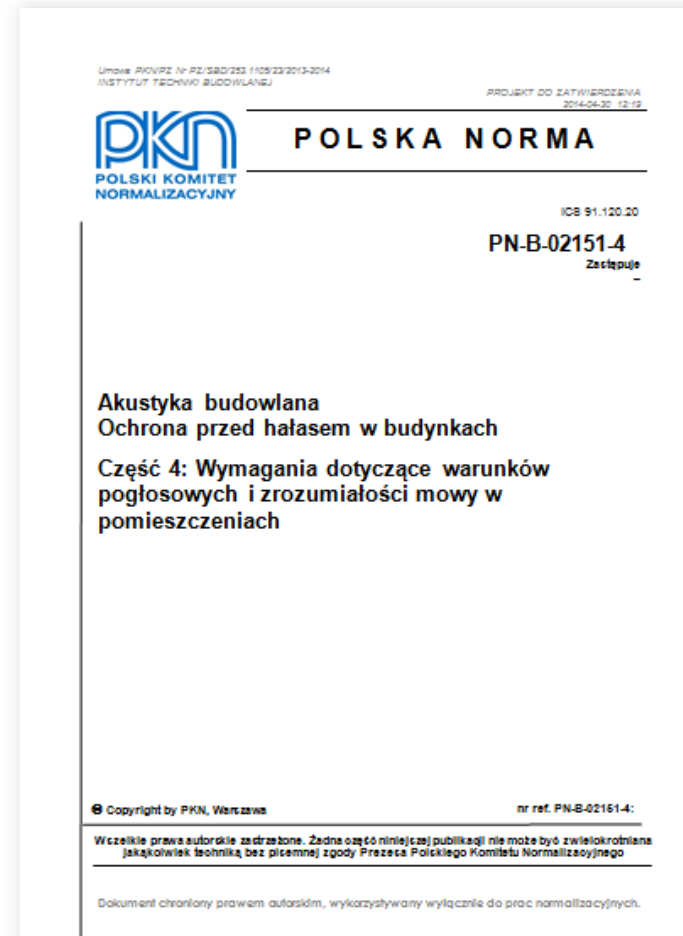 Umowa PKN/PZ Nr PZ/SBD/253.1105/23/2013-2014
INSTYTUT TECHNIKI BUDOWLANEJ
PROJEKT DO ZATWIERDZENIA
2014-04-30 12:19
PKN
POLSKI KOMITET
NORMALIZACYJNY
POLSKA NORMA
ICS 91.120.20
PN-B-02151-4
Zastępuje
–
Akustyka budowlana
Ochrona przed hałasem w budynkach
Część 4: Wymagania dotyczące warunków
pogłosowych i zrozumiałości mowy w
pomieszczeniach
© Copyright by PKN, Warszawa
nr ref. PN-B-02151-4:
Wszelkie prawa autorskie zastrzeżone. Żadna część niniejszej publikacji nie może być zwielokrotniana
jakąkolwiek techniką bez pisemnej zgody Prezesa Polskiego Komitetu Normalizacyjnego
Dokument chroniony prawem autorskim, wykorzystywany wyłącznie do prac normalizacyjnych.